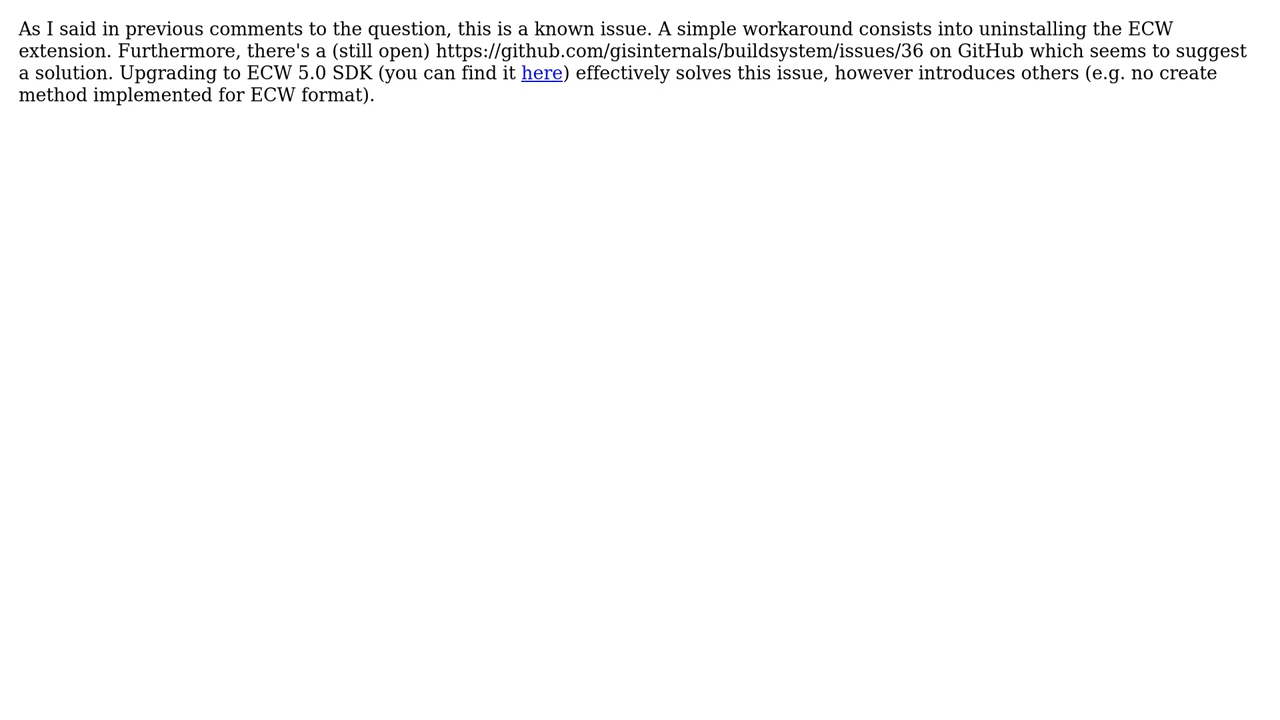 As I said in previous comments to the question, this is a known issue. A simple workaround consists into uninstalling the ECW
extension. Furthermore, there's a (still open) https://github.com/gisinternals/buildsystem/issues/36 on GitHub which seems to suggest
a solution. Upgrading to ECW 5.0 SDK (you can find it here) effectively solves this issue, however introduces others (e.g. no create
method implemented for ECW format).